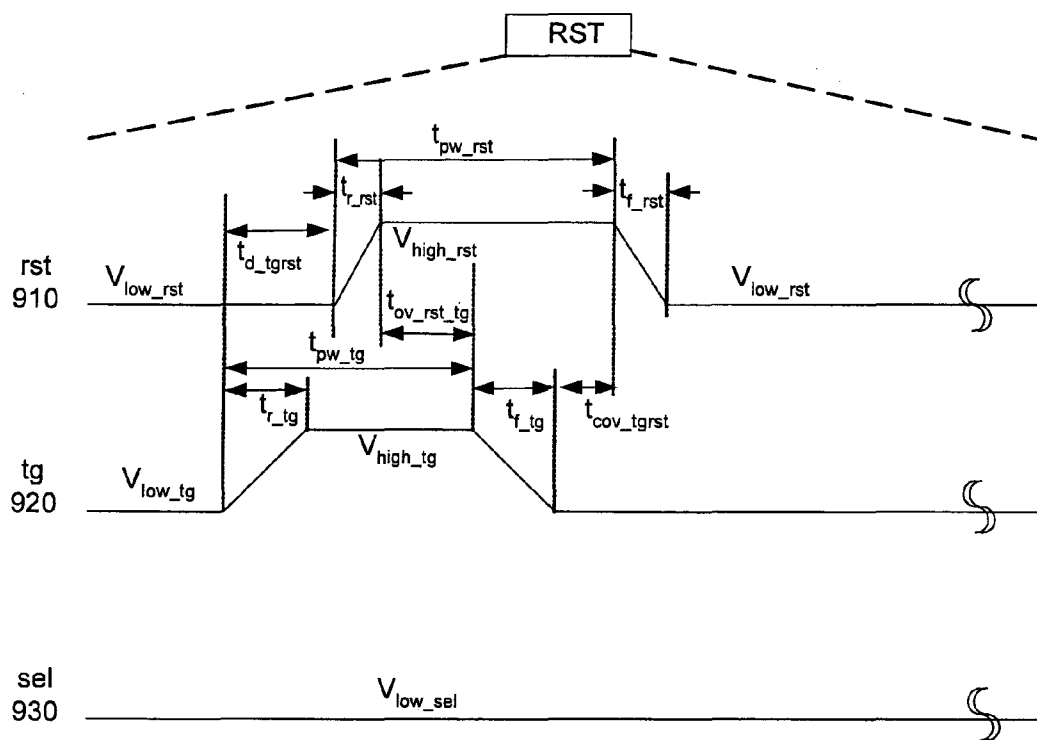 RST
t_pw_rst
t_r_rst
t_f_rst
t_d_tgrst
V_high_rst
rst
910
V_low_rst
V_low_rst
t_ov_rst_tg
t_pw_tg
t_r_tg
t_f_tg
t_cov_tgrst
V_high_tg
tg
920
V_low_tg
sel
930
V_low_sel